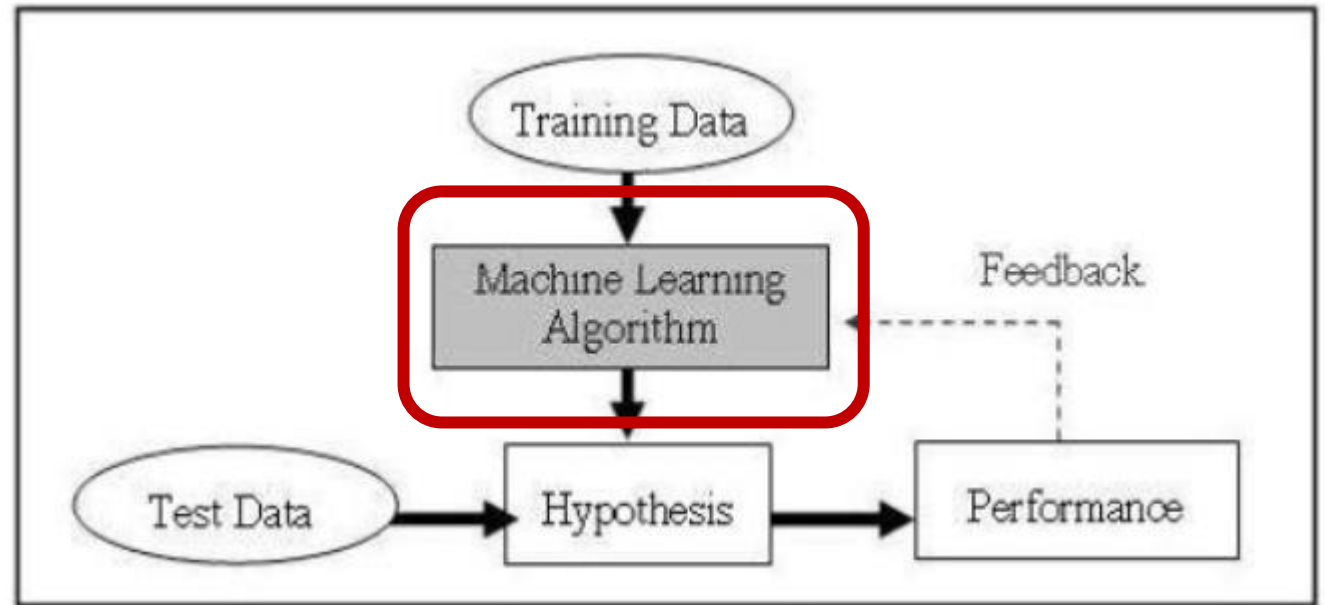 Training Data
Machine Learning
Algorithm
Feedback
Test Data
Hypothesis
Performance